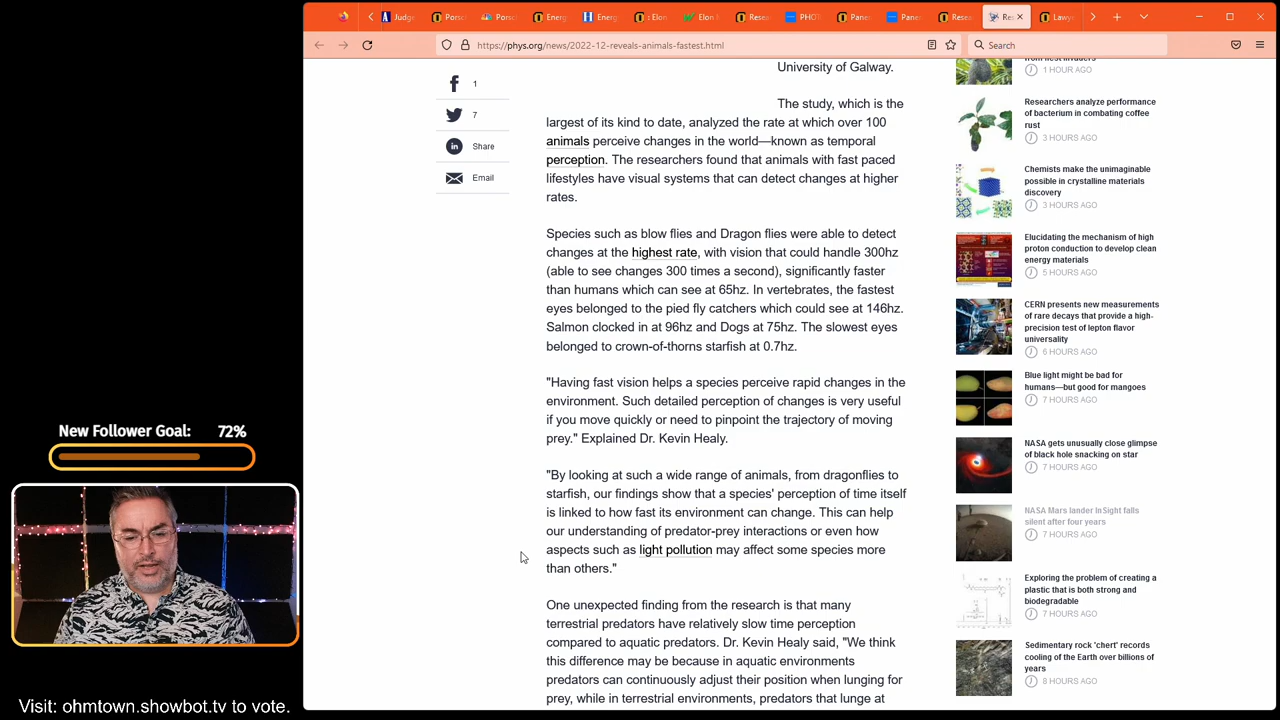 Judge
Porsc
Porsc
Energ
Energ
: Elon
Elon M
Resea
PHOT
Panera
Panera
Resea
Res
Lawye
https://phys.org/news/2022-12-reveals-animals-fastest.html
Search
1
7
Share
Email
University of Galway.
The study, which is the
largest of its kind to date, analyzed the rate at which over 100
animals perceive changes in the world—known as temporal
perception. The researchers found that animals with fast paced
lifestyles have visual systems that can detect changes at higher
rates.
Species such as blow flies and Dragon flies were able to detect
changes at the highest rate, with vision that could handle 300hz
(able to see changes 300 times a second), significantly faster
than humans which can see at 65hz. In vertebrates, the fastest
eyes belonged to the pied fly catchers which could see at 146hz.
Salmon clocked in at 96hz and Dogs at 75hz. The slowest eyes
belonged to crown-of-thorns starfish at 0.7hz.
"Having fast vision helps a species perceive rapid changes in the
environment. Such detailed perception of changes is very useful
if you move quickly or need to pinpoint the trajectory of moving
prey." Explained Dr. Kevin Healy.
"By looking at such a wide range of animals, from dragonflies to
starfish, our findings show that a species' perception of time itself
is linked to how fast its environment can change. This can help
our understanding of predator-prey interactions or even how
aspects such as light pollution may affect some species more
than others."
One unexpected finding from the research is that many
terrestrial predators have relatively slow time perception
compared to aquatic predators. Dr. Kevin Healy said, "We think
this difference may be because in aquatic environments
predators can continuously adjust their position when lunging for
prey, while in terrestrial environments, predators that lunge at
1 HOUR AGO
Researchers analyze performance
of bacterium in combating coffee
rust
3 HOURS AGO
Chemists make the unimaginable
possible in crystalline materials
discovery
3 HOURS AGO
Elucidating the mechanism of high
proton conduction to develop clean
energy materials
5 HOURS AGO
CERN presents new measurements
of rare decays that provide a high-
precision test of lepton flavor
universality
6 HOURS AGO
Blue light might be bad for
humans—but good for mangoes
7 HOURS AGO
NASA gets unusually close glimpse
of black hole snacking on star
7 HOURS AGO
NASA Mars lander InSight falls
silent after four years
7 HOURS AGO
Exploring the problem of creating a
plastic that is both strong and
biodegradable
7 HOURS AGO
Sedimentary rock 'chert' records
cooling of the Earth over billions of
years
8 HOURS AGO
New Follower Goal: 72%
Visit: ohmtown.showbot.tv to vote.